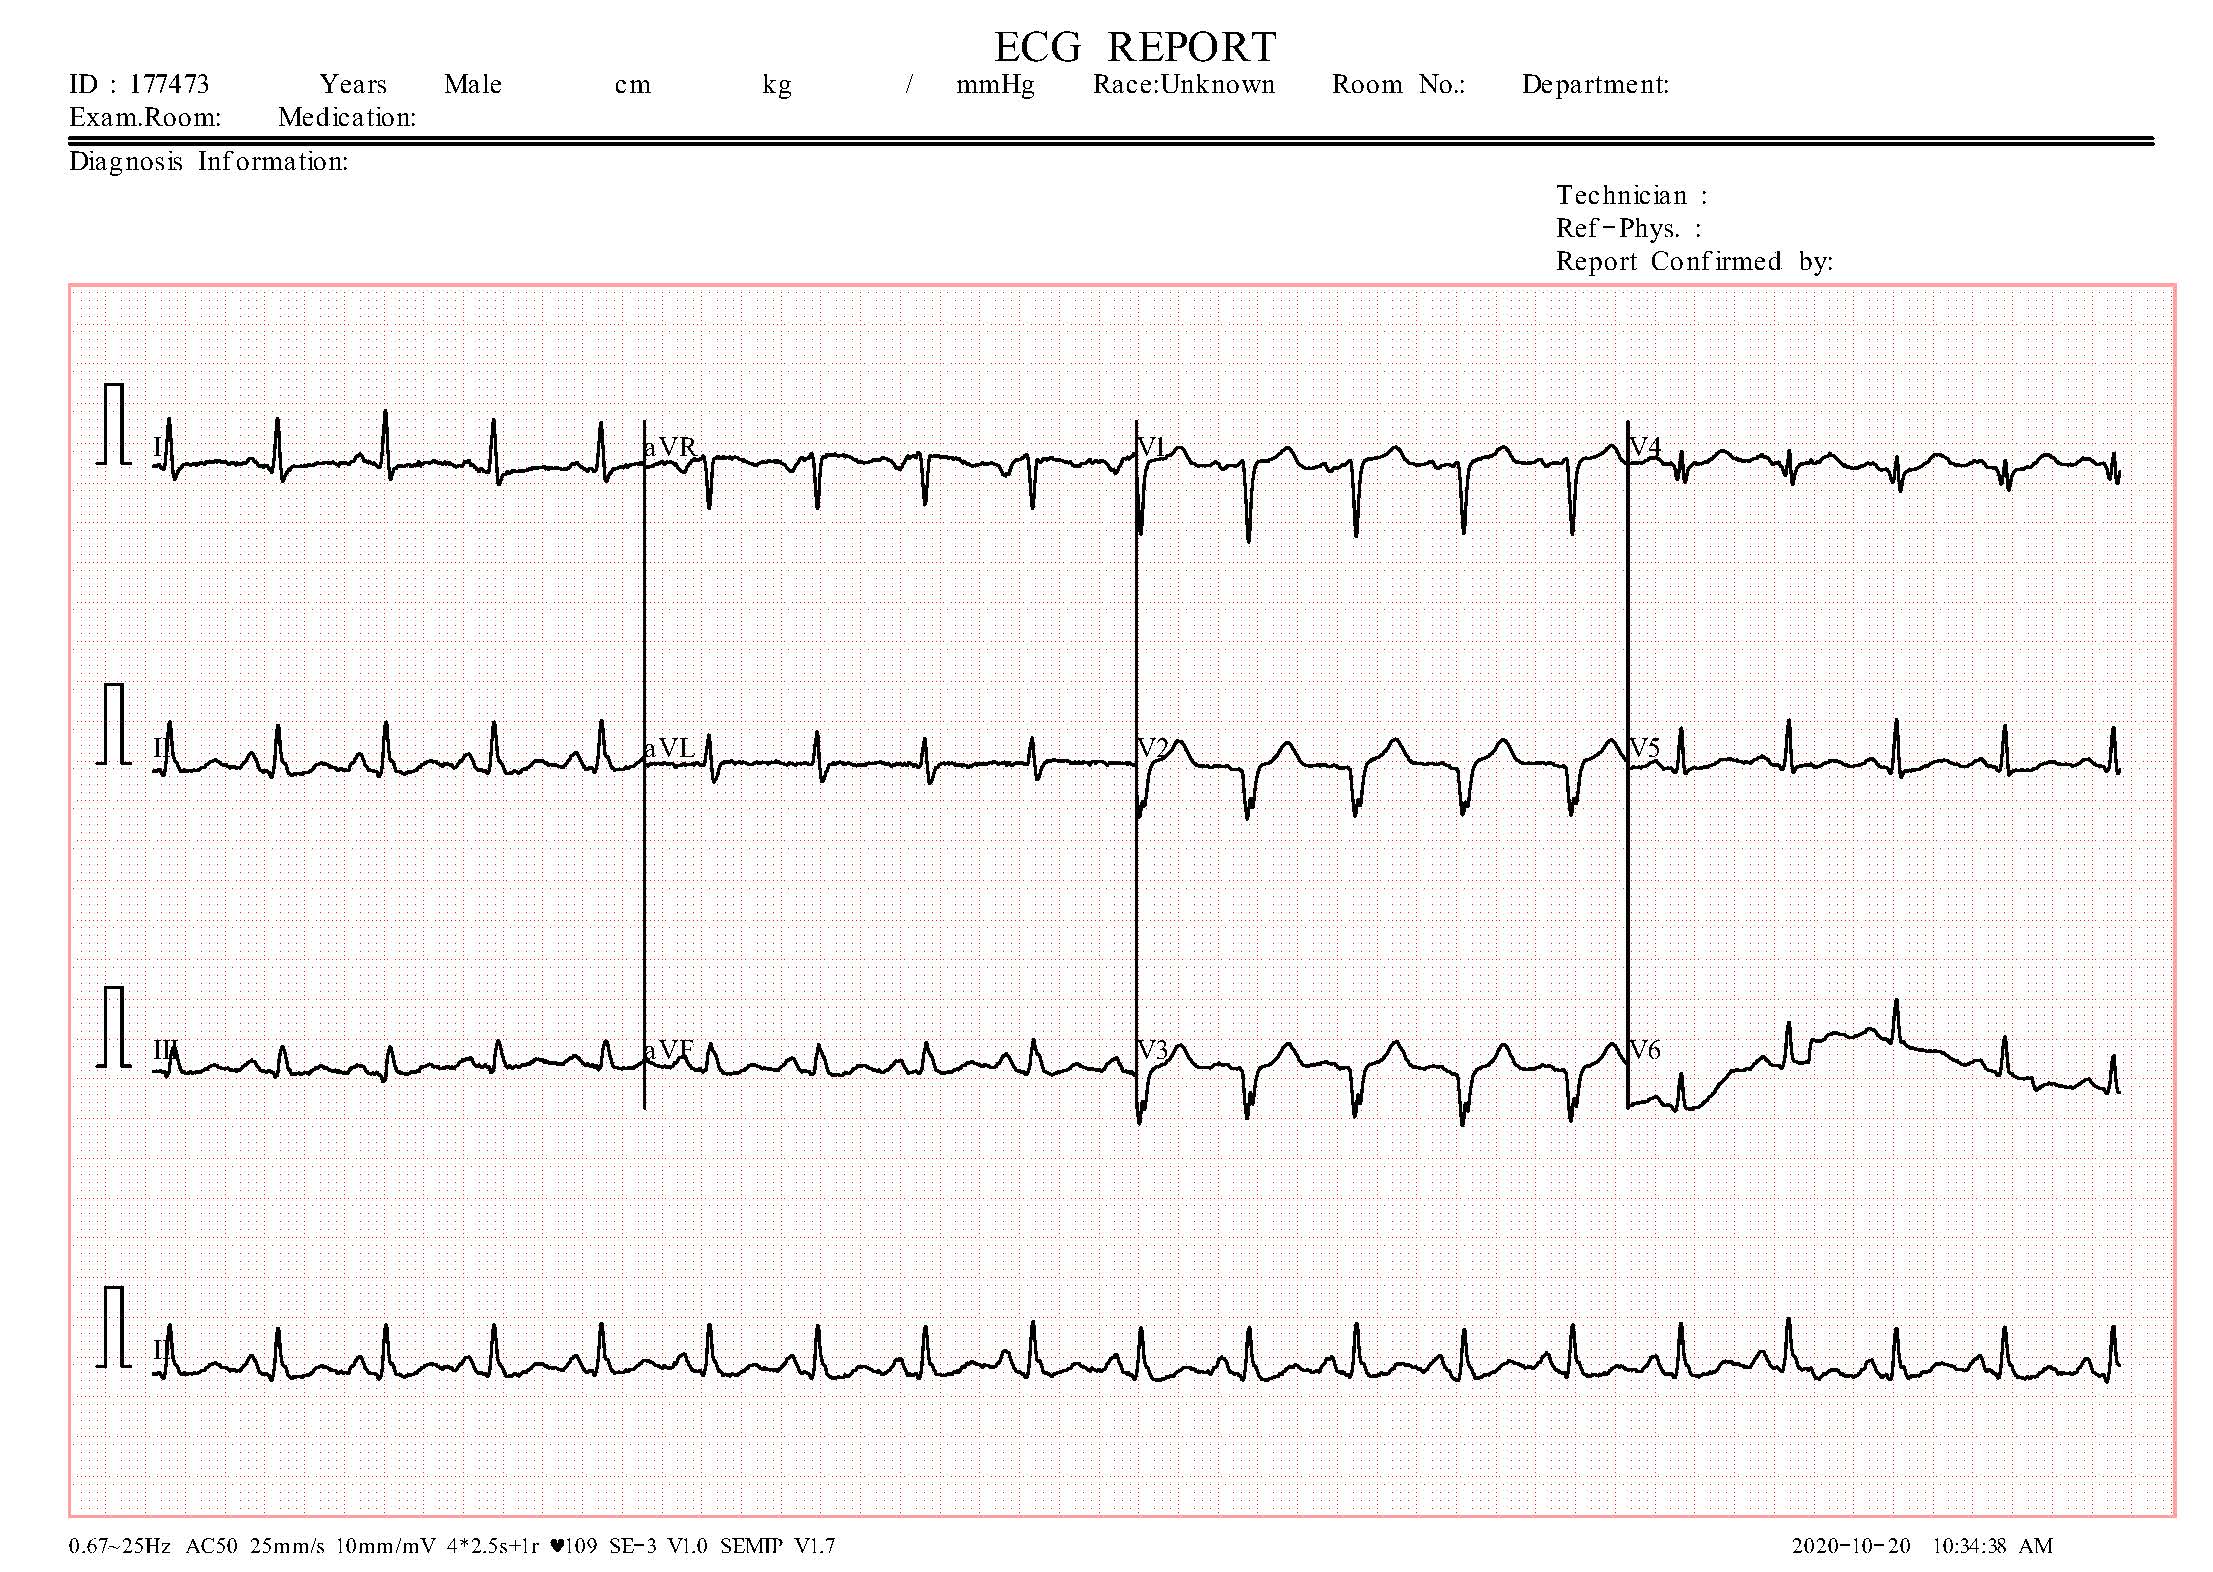 ECG REPORT
ID : 177473 Years Male cm kg / mmHg Race:Unknown Room No.: Department:
Exam.Room: Medication:
Diagnosis Information:
Technician :
Ref-Phys. :
Report Confirmed by:
I aVR V1 V4
II aVL V2 V5
III aVF V3 V6
II
0.67~25Hz AC50 25mm/s 10mm/mV 4*2.5s+1r ♥109 SE-3 V1.0 SEMIP V1.7
2020-10-20 10:34:38 AM